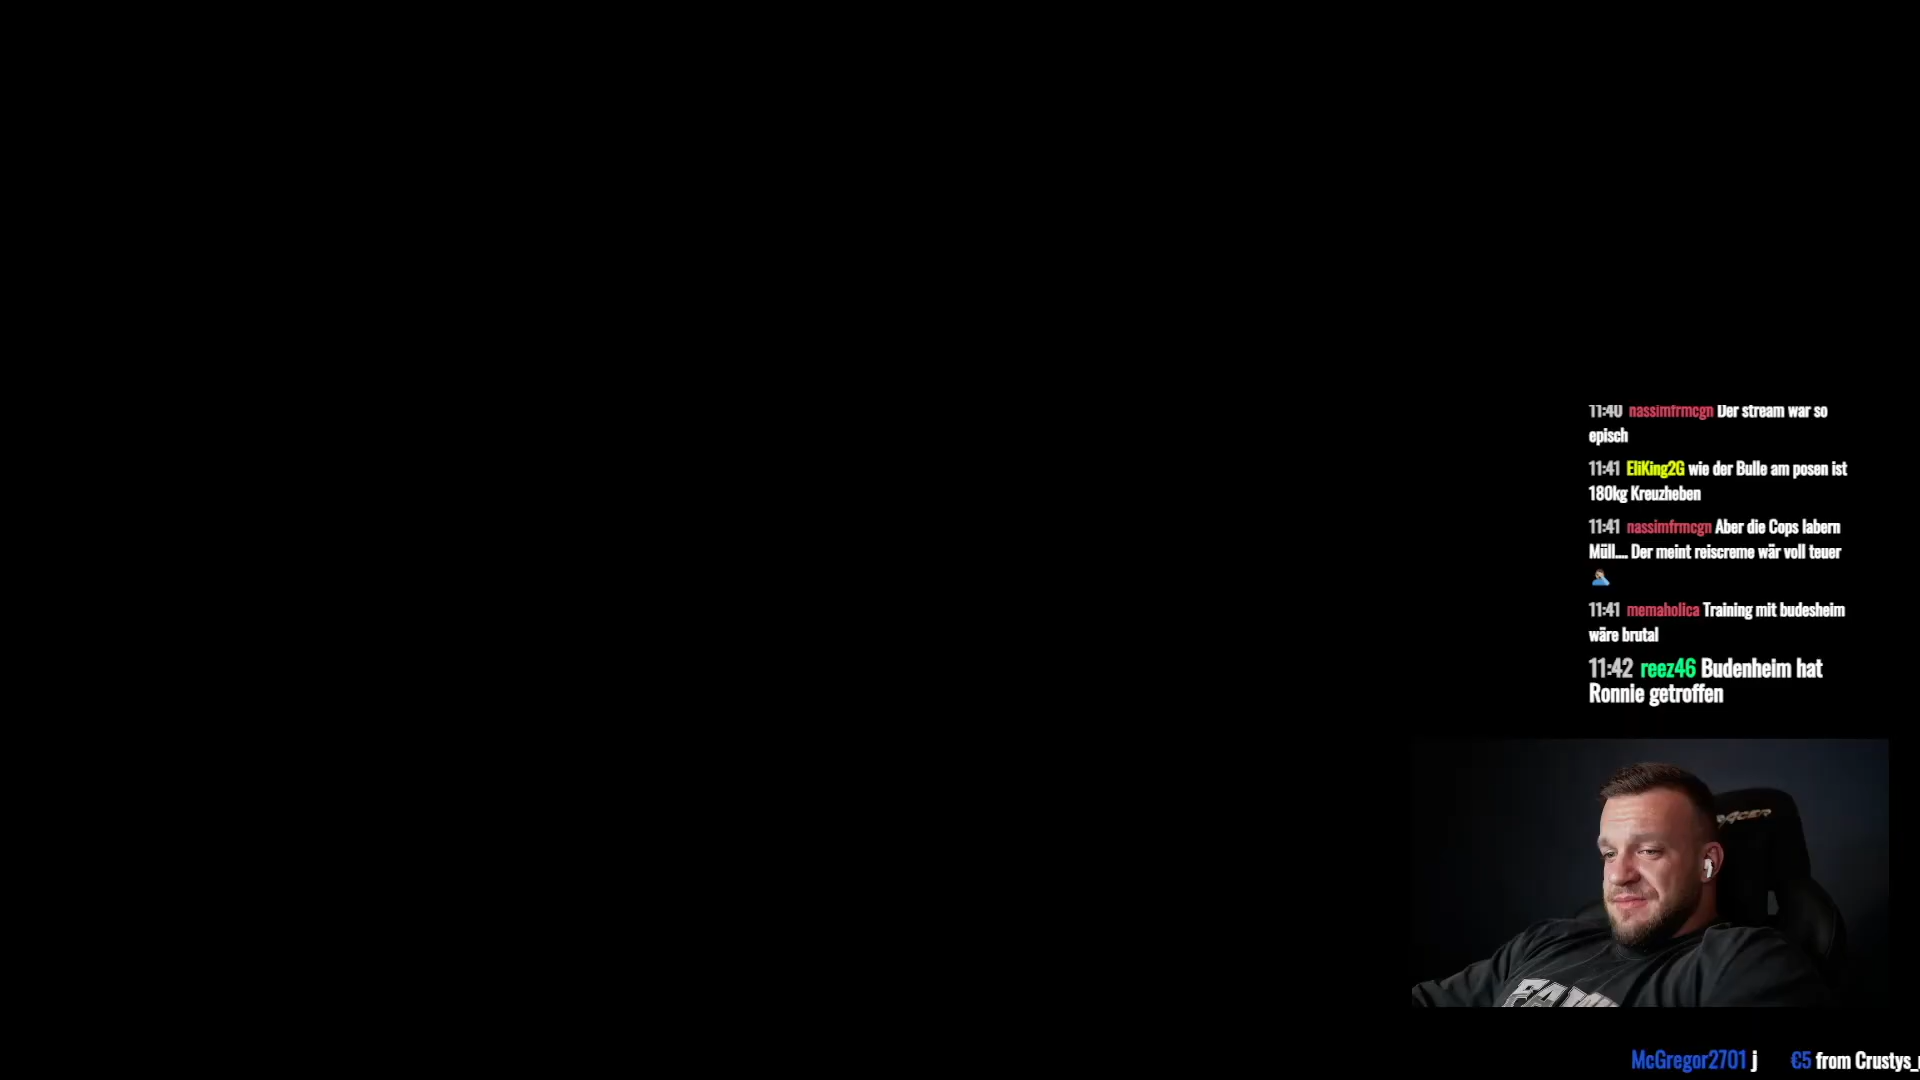 11:40 nassimfrmcgn Der stream war so
episch
11:41 EliKing2G wie der Bulle am posen ist
180kg Kreuzheben
11:41 nassimfrmcgn Aber die Cops labern
Müll.... Der meint reiscreme wär voll teuer
11:41 memaholica Training mit budesheim
wäre brutal
11:42 reez46 Budenheim hat
Ronnie getroffen
McGregor2701 j €5 from Crustys_